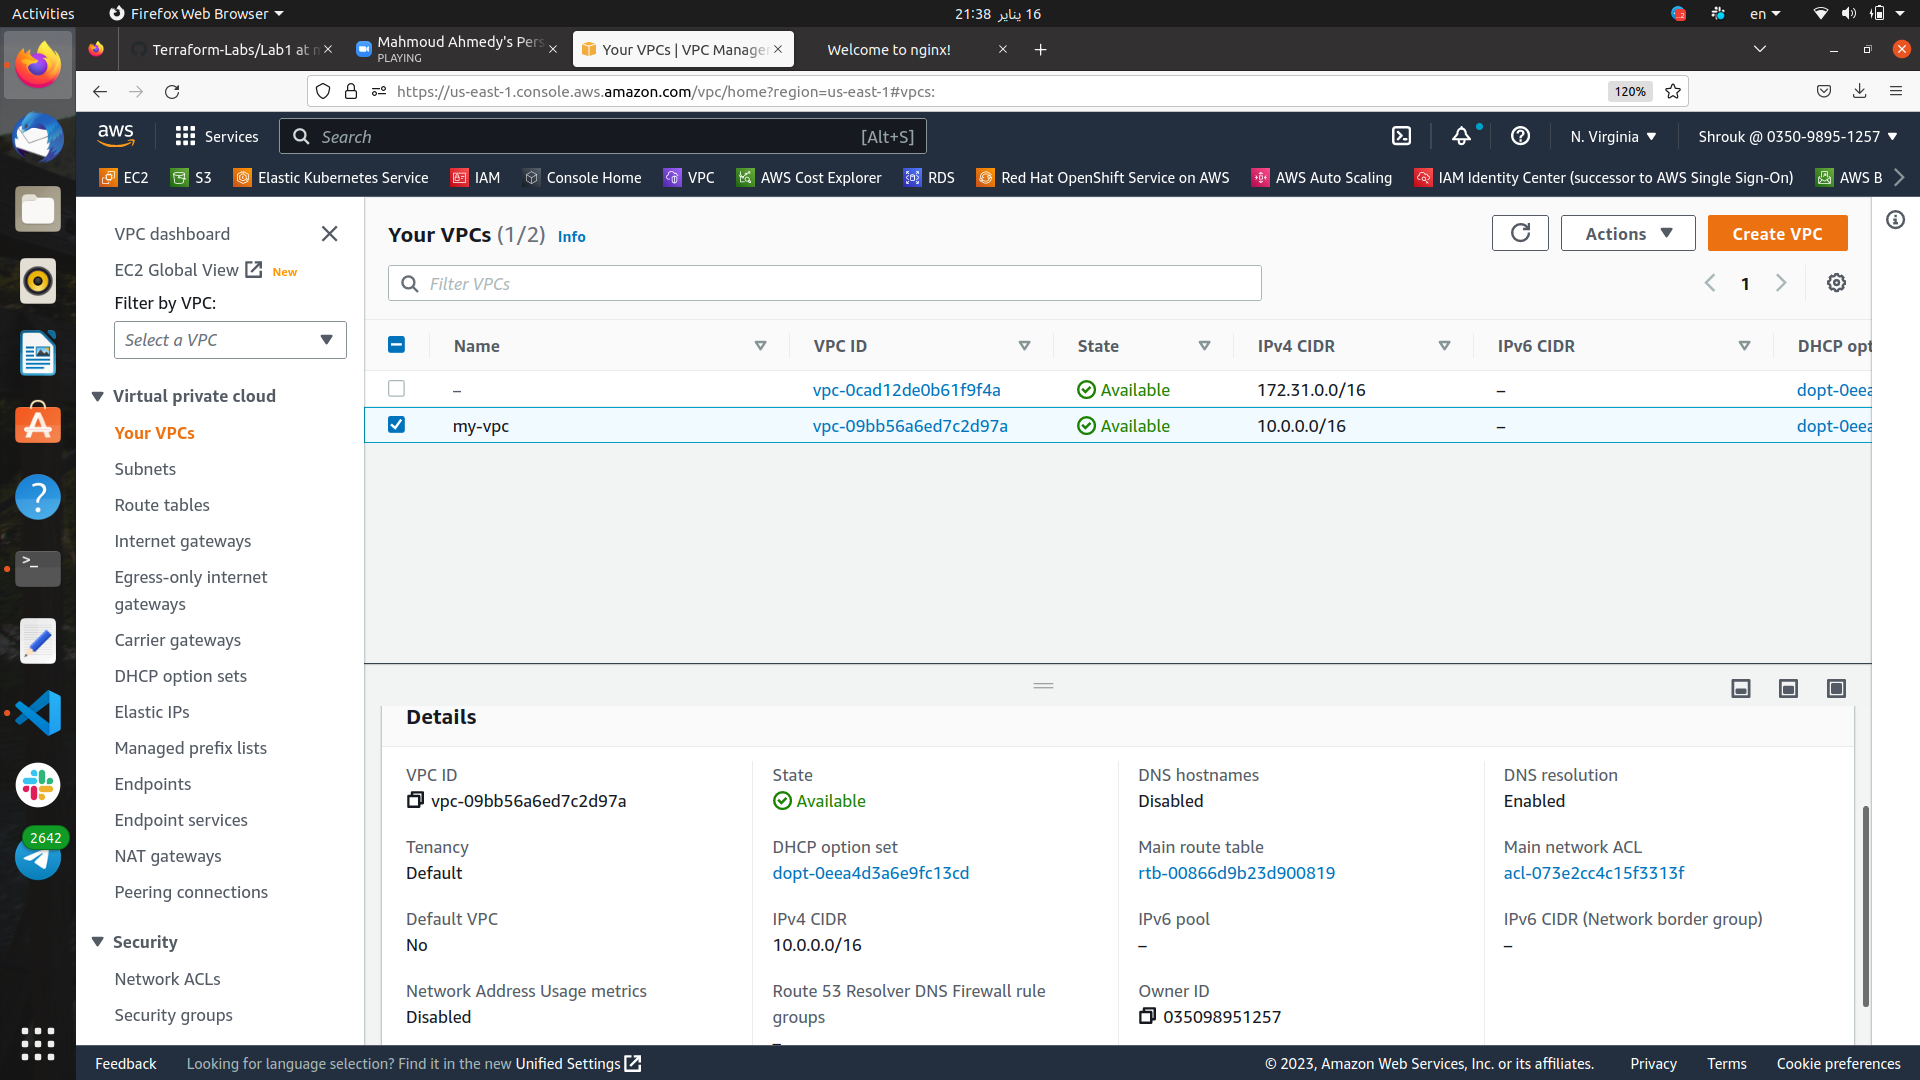 Activities
Firefox Web Browser
21:38 16 يناير
en
Terraform-Labs/Lab1 at m
Mahmoud Ahmedy's Pers
PLAYING
Your VPCs | VPC Manager
Welcome to nginx!
https://us-east-1.console.aws.amazon.com/vpc/home?region=us-east-1#vpcs:
120%
aws
Services
Search
[Alt+S]
N. Virginia
Shrouk @ 0350-9895-1257
EC2
S3
Elastic Kubernetes Service
IAM
Console Home
VPC
AWS Cost Explorer
RDS
Red Hat OpenShift Service on AWS
AWS Auto Scaling
IAM Identity Center (successor to AWS Single Sign-On)
AWS B
VPC dashboard
EC2 Global View
New
Filter by VPC:
Select a VPC
Virtual private cloud
Your VPCs
Subnets
Route tables
Internet gateways
Egress-only internet
gateways
Carrier gateways
DHCP option sets
Elastic IPs
Managed prefix lists
Endpoints
Endpoint services
NAT gateways
Peering connections
Security
Network ACLs
Security groups
2642
Your VPCs (1/2) Info
Actions
Create VPC
Filter VPCs
1
Name
VPC ID
State
IPv4 CIDR
IPv6 CIDR
DHCP opt
–
vpc-0cad12de0b61f9f4a
Available
172.31.0.0/16
–
dopt-0eea
my-vpc
vpc-09bb56a6ed7c2d97a
Available
10.0.0.0/16
–
dopt-0eea
Details
VPC ID
vpc-09bb56a6ed7c2d97a
State
Available
DNS hostnames
Disabled
DNS resolution
Enabled
Tenancy
Default
DHCP option set
dopt-0eea4d3a6e9fc13cd
Main route table
rtb-00866d9b23d900819
Main network ACL
acl-073e2cc4c15f3313f
Default VPC
No
IPv4 CIDR
10.0.0.0/16
IPv6 pool
–
IPv6 CIDR (Network border group)
–
Network Address Usage metrics
Disabled
Route 53 Resolver DNS Firewall rule
groups
–
Owner ID
035098951257
Feedback
Looking for language selection? Find it in the new Unified Settings
© 2023, Amazon Web Services, Inc. or its affiliates.
Privacy
Terms
Cookie preferences